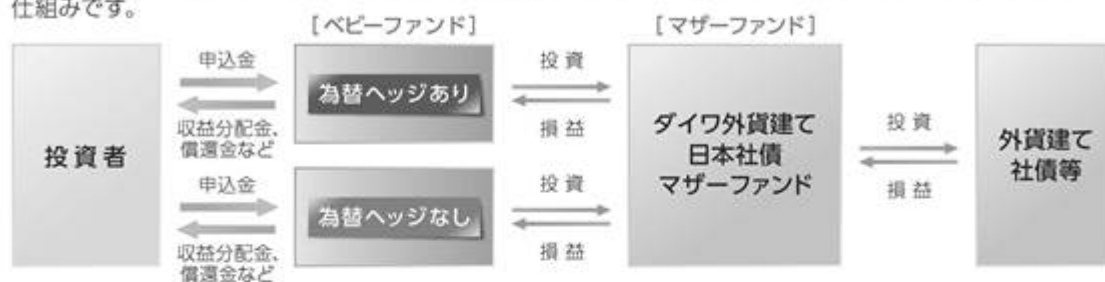 仕組みです。
[ベビーファンド]
[マザーファンド]
投資者
申込金
収益分配金、
償還金など
申込金
収益分配金、
償還金など
為替ヘッジあり
為替ヘッジなし
投資
損益
投資
損益
ダイワ外貨建て
日本社債
マザーファンド
投資
損益
外貨建て
社債等